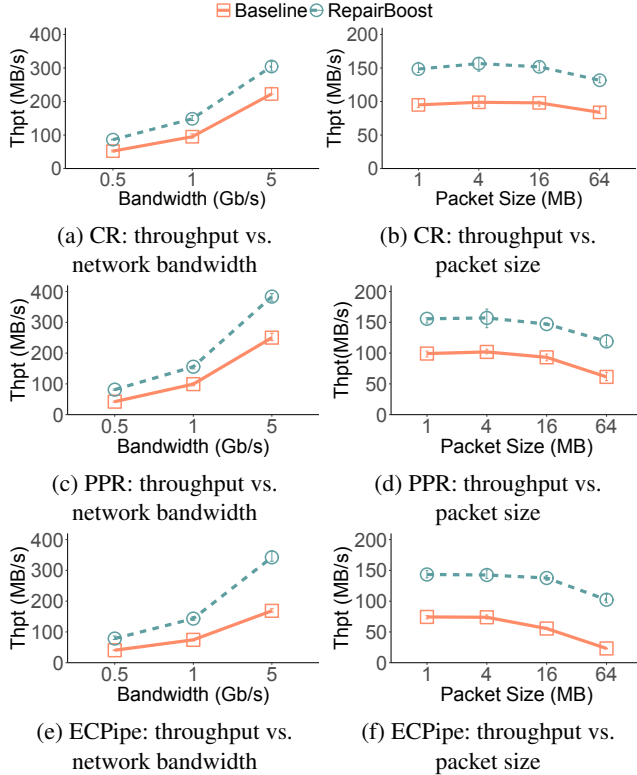 Baseline RepairBoost
Thpt (MB/s)
400
300
200
100
0
0.5 1 5
Bandwidth (Gb/s)
(a) CR: throughput vs.
network bandwidth
Thpt (MB/s)
200
150
100
50
0
1 4 16 64
Packet Size (MB)
(b) CR: throughput vs.
packet size
Thpt (MB/s)
400
300
200
100
0
0.5 1 5
Bandwidth (Gb/s)
(c) PPR: throughput vs.
network bandwidth
Thpt(MB/s)
200
150
100
50
0
1 4 16 64
Packet Size (MB)
(d) PPR: throughput vs.
packet size
Thpt (MB/s)
400
300
200
100
0
0.5 1 5
Bandwidth (Gb/s)
(e) ECPipe: throughput vs.
network bandwidth
Thpt (MB/s)
200
150
100
50
0
1 4 16 64
Packet Size (MB)
(f) ECPipe: throughput vs.
packet size